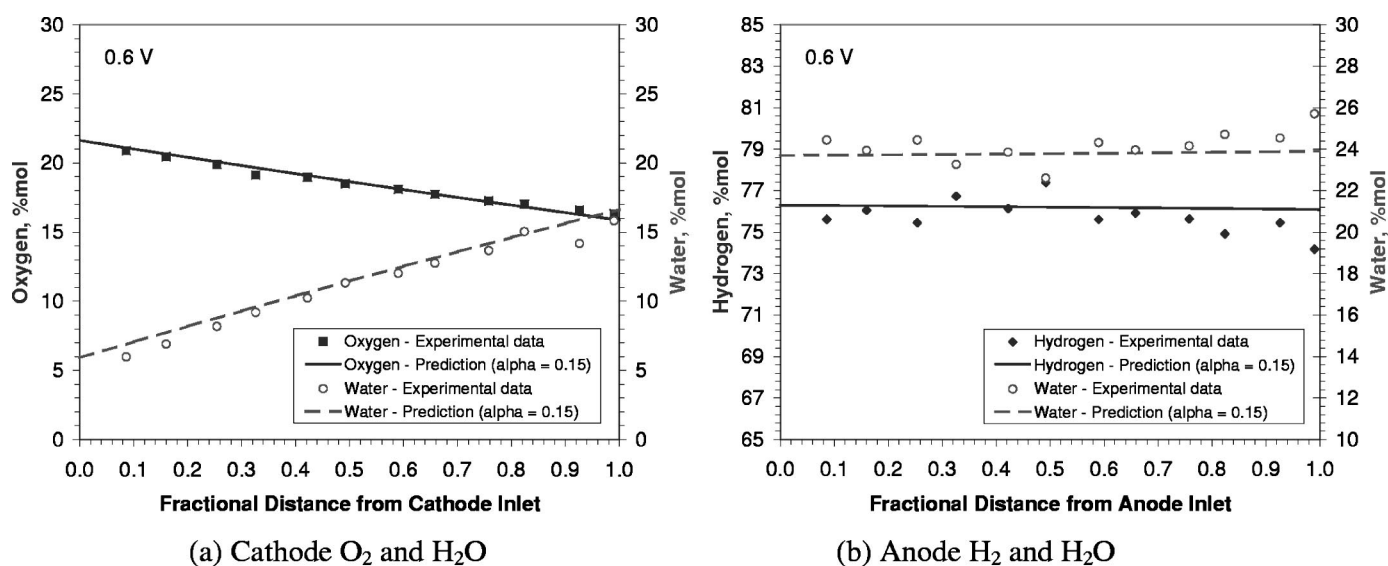 30
25
20
15
10
5
0
Oxygen, %mol
0.6 V
30
25
20
15
10
5
0
Water, %mol
■ Oxygen - Experimental data
Oxygen - Prediction (alpha = 0.15)
○ Water - Experimental data
Water - Prediction (alpha = 0.15)
0.0 0.1 0.2 0.3 0.4 0.5 0.6 0.7 0.8 0.9 1.0
Fractional Distance from Cathode Inlet
(a) Cathode O₂ and H₂O
85
83
81
79
77
75
73
71
69
67
65
Hydrogen, %mol
0.6 V
30
28
26
24
22
20
18
16
14
12
10
Water, %mol
◆ Hydrogen - Experimental data
Hydrogen - Prediction (alpha = 0.15)
○ Water - Experimental data
Water - Prediction (alpha = 0.15)
0.0 0.1 0.2 0.3 0.4 0.5 0.6 0.7 0.8 0.9 1.0
Fractional Distance from Anode Inlet
(b) Anode H₂ and H₂O